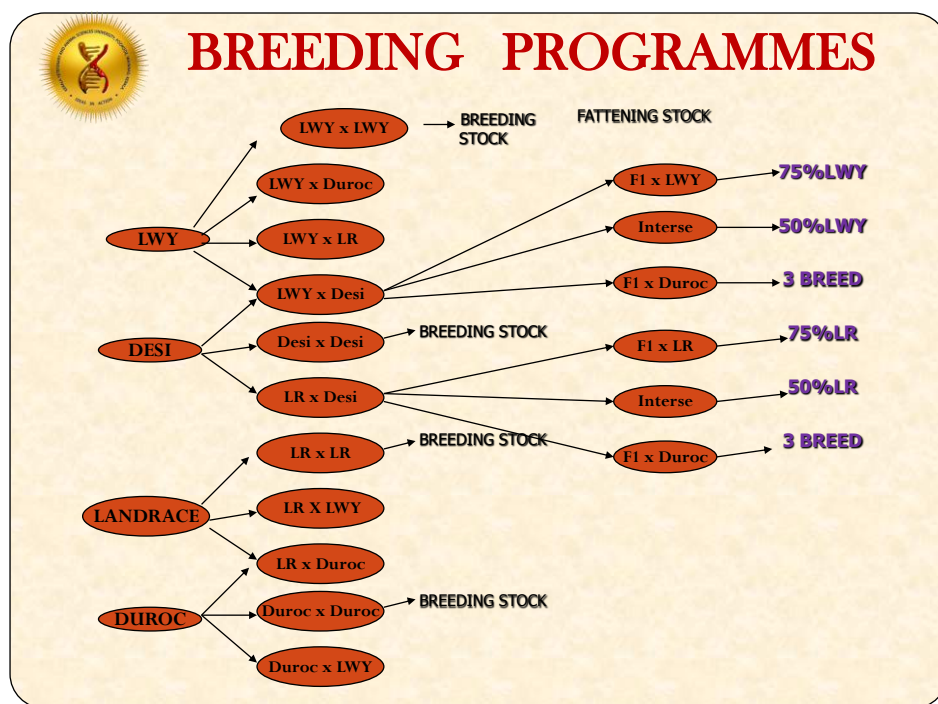 BREEDING PROGRAMMES
LWY x LWY
BREEDING
STOCK
FATTENING STOCK
LWY x Duroc
F1 x LWY
75%LWY
LWY
LWY x LR
Interse
50%LWY
LWY x Desi
F1 x Duroc
3 BREED
DESI
Desi x Desi
BREEDING STOCK
F1 x LR
75%LR
LR x Desi
Interse
50%LR
LR x LR
BREEDING STOCK
F1 x Duroc
3 BREED
LANDRACE
LR X LWY
LR x Duroc
DUROC
Duroc x Duroc
BREEDING STOCK
Duroc x LWY